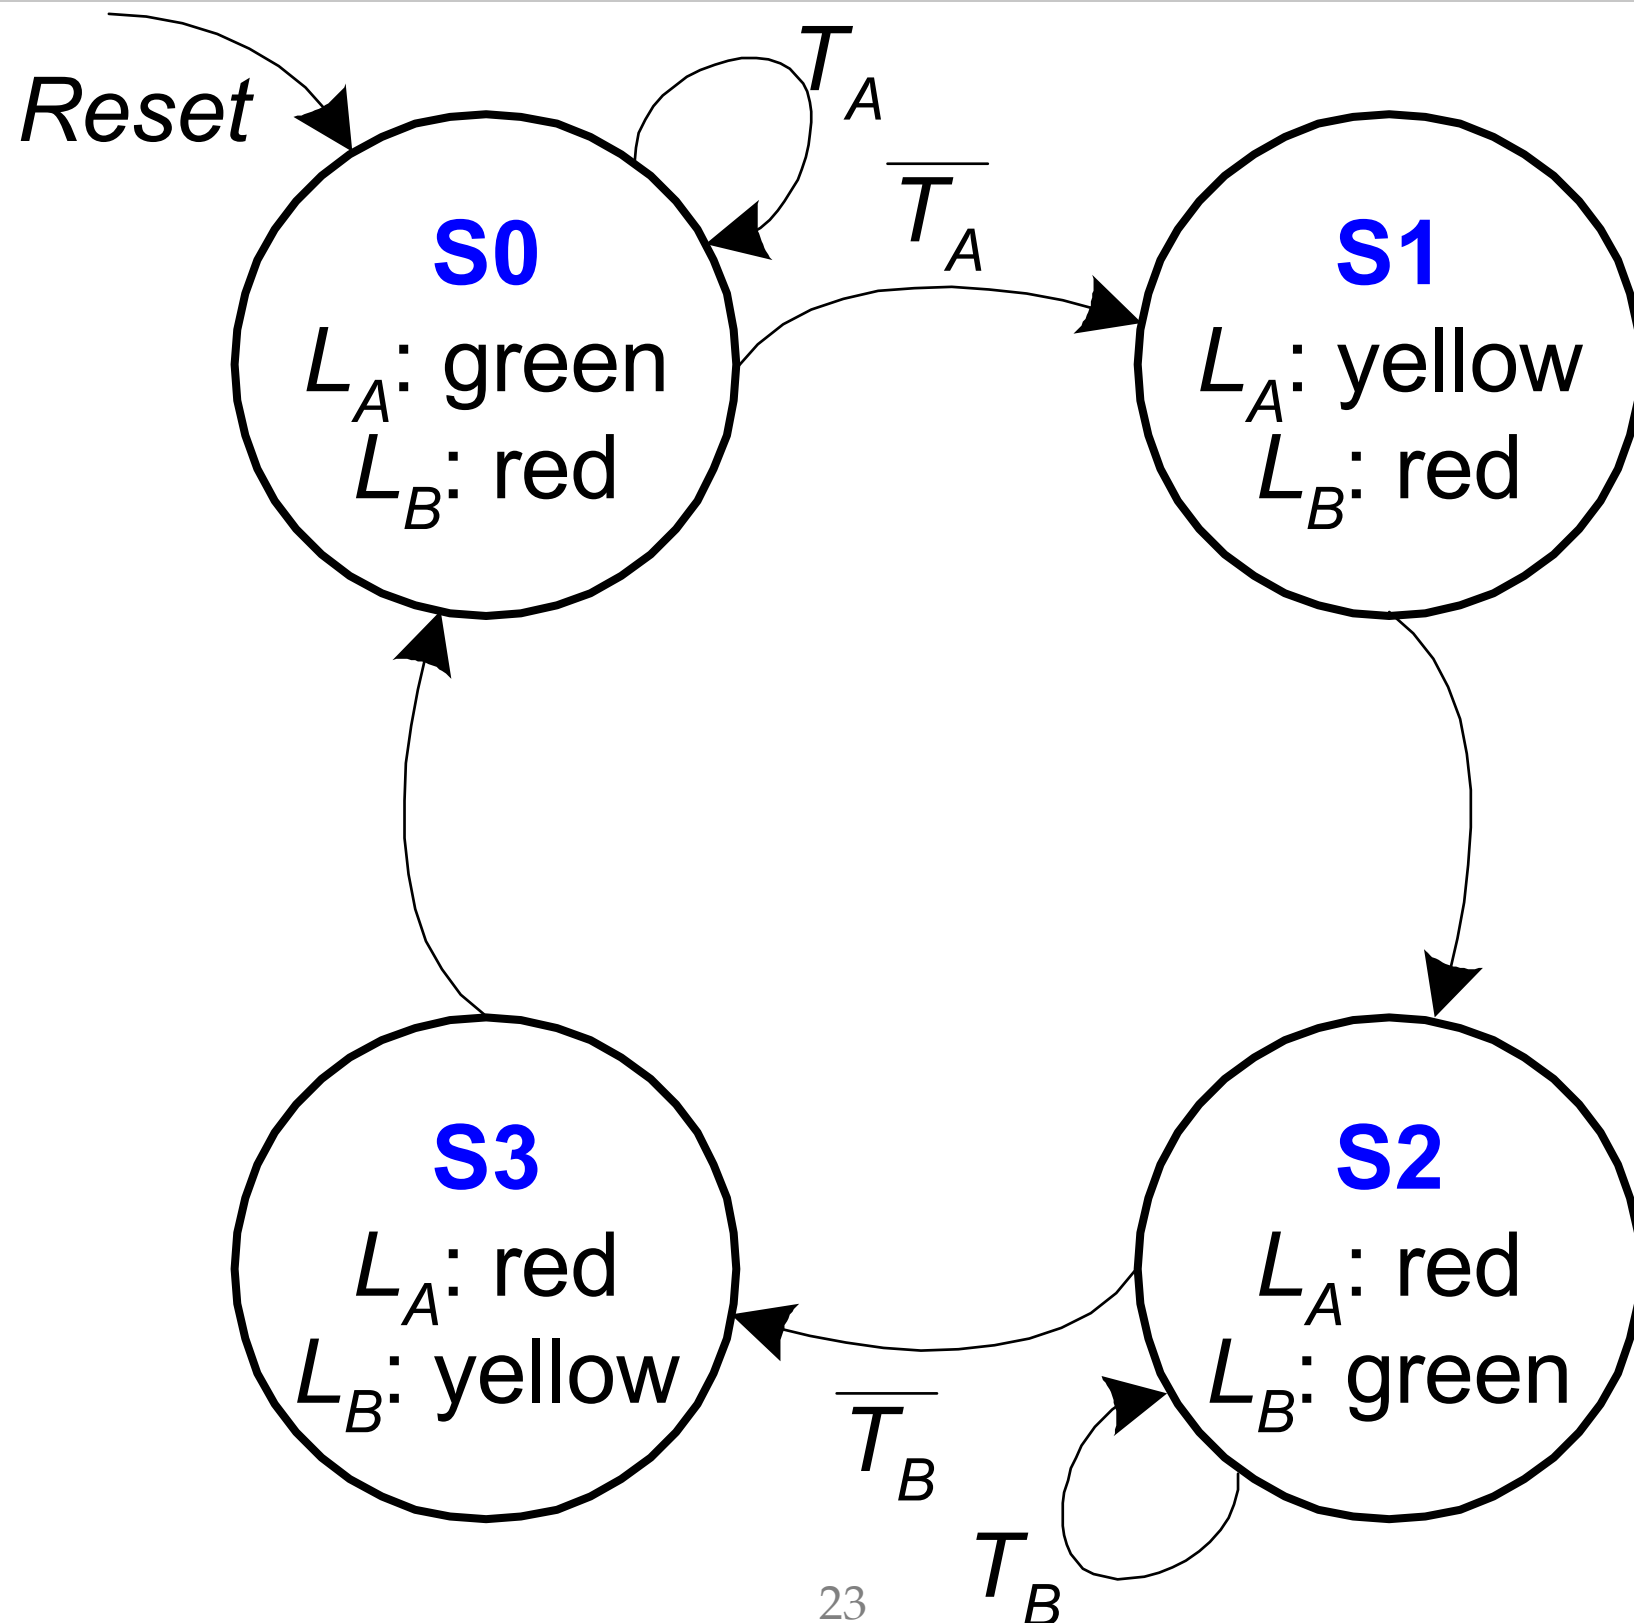 Reset
T_A
T̅_A
S0
L_A: green
L_B: red
S1
L_A: yellow
L_B: red
S3
L_A: red
L_B: yellow
S2
L_A: red
L_B: green
T̅_B
T_B
23